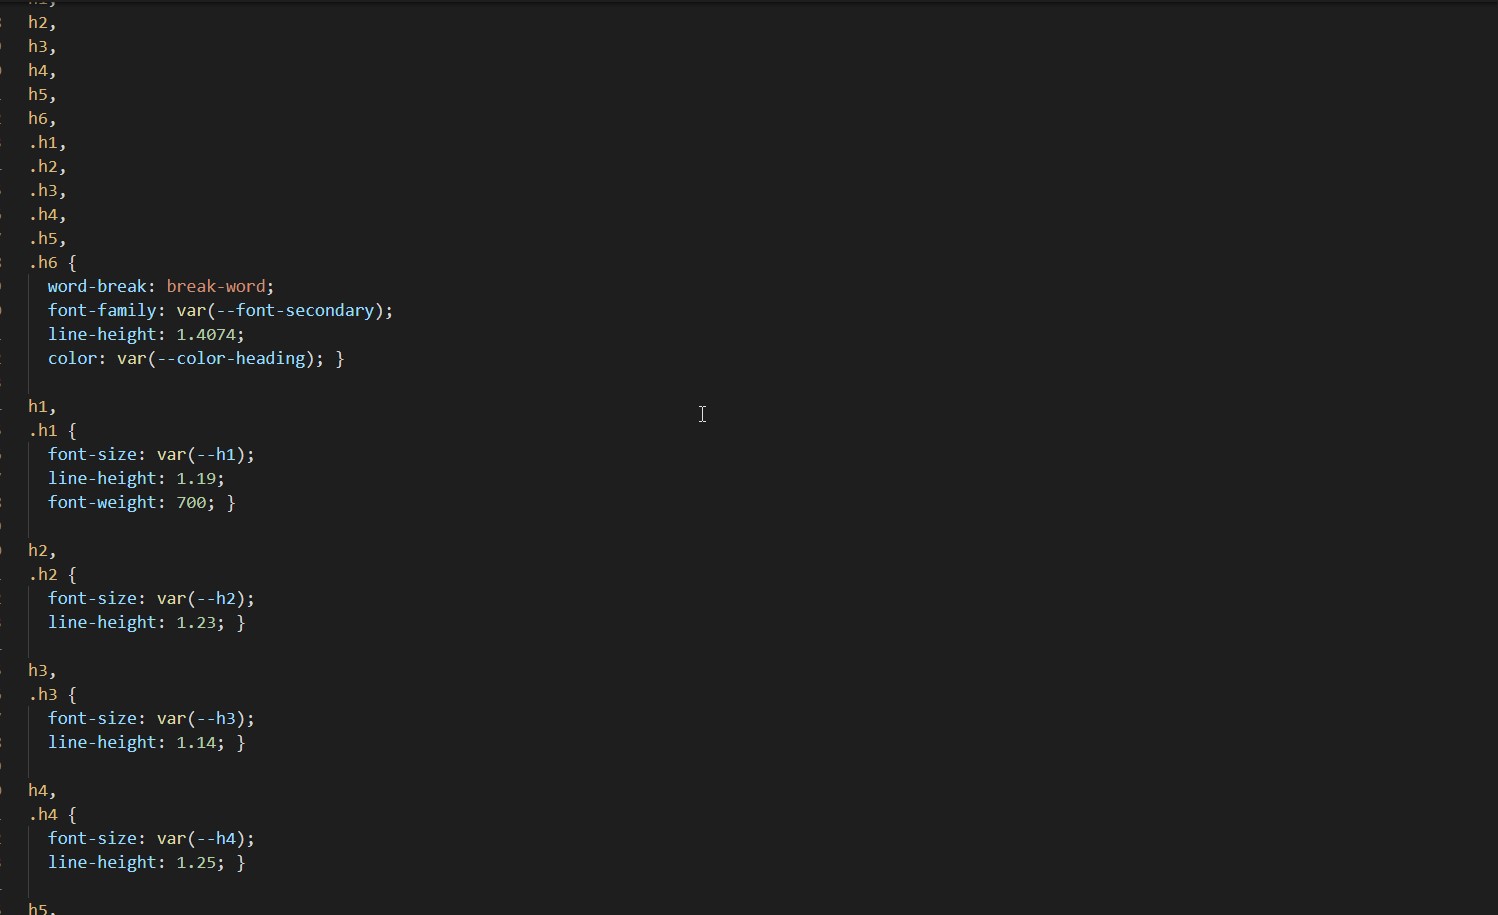 h1,
h2,
h3,
h4,
h5,
h6,
.h1,
.h2,
.h3,
.h4,
.h5,
.h6 {
  word-break: break-word;
  font-family: var(--font-secondary);
  line-height: 1.4074;
  color: var(--color-heading); }

h1,
.h1 {
  font-size: var(--h1);
  line-height: 1.19;
  font-weight: 700; }

h2,
.h2 {
  font-size: var(--h2);
  line-height: 1.23; }

h3,
.h3 {
  font-size: var(--h3);
  line-height: 1.14; }

h4,
.h4 {
  font-size: var(--h4);
  line-height: 1.25; }

h5,